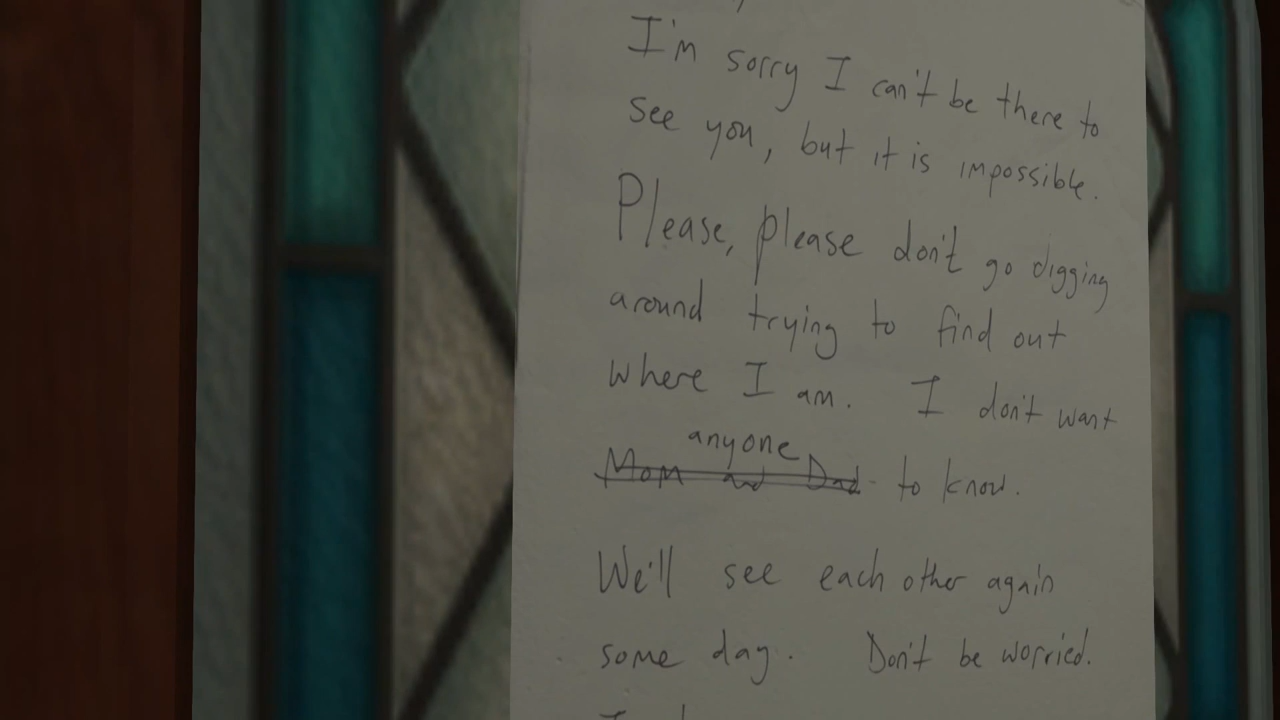 I'm sorry I can't be there to
see you, but it is impossible.
Please, please don't go digging
around trying to find out
where I am. I don't want
anyone
Mom and Dad to know.
We'll see each other again
some day. Don't be worried.